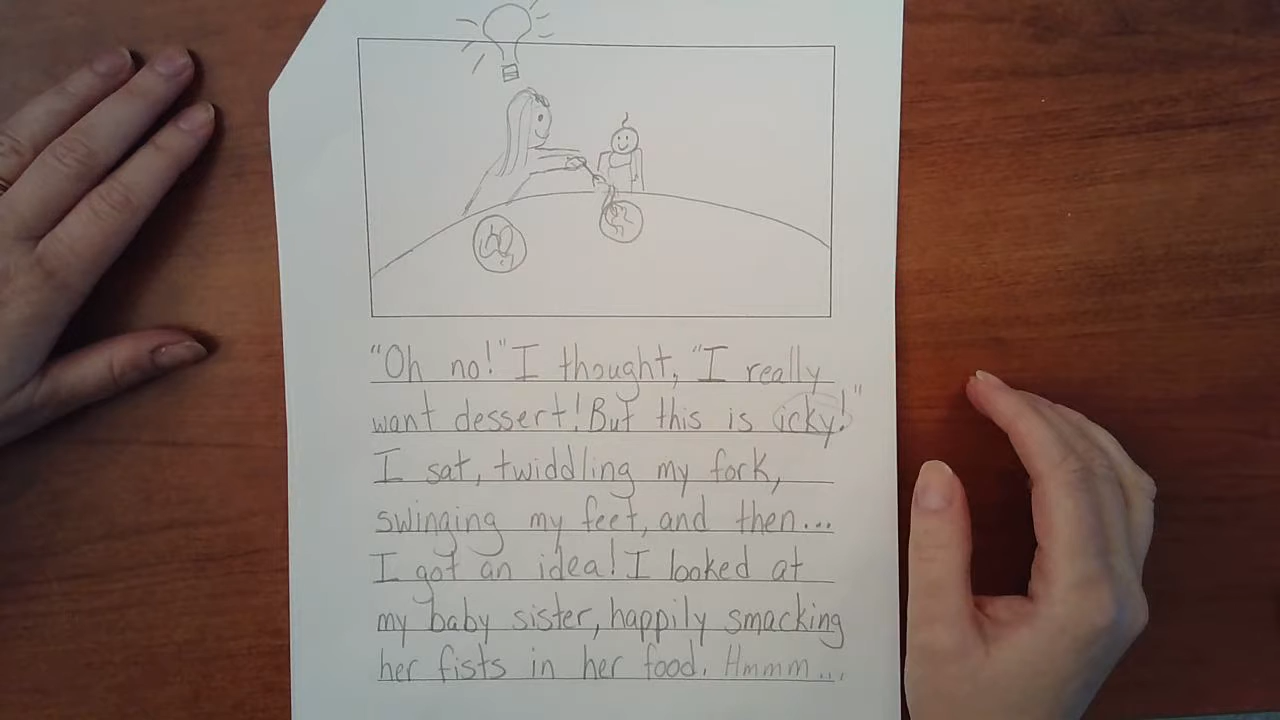 "Oh no!" I thought, "I really
want dessert! But this is icky!"
I sat, twiddling my fork,
swinging my feet, and then...
I got an idea! I looked at
my baby sister, happily smacking
her fists in her food. Hmmm...